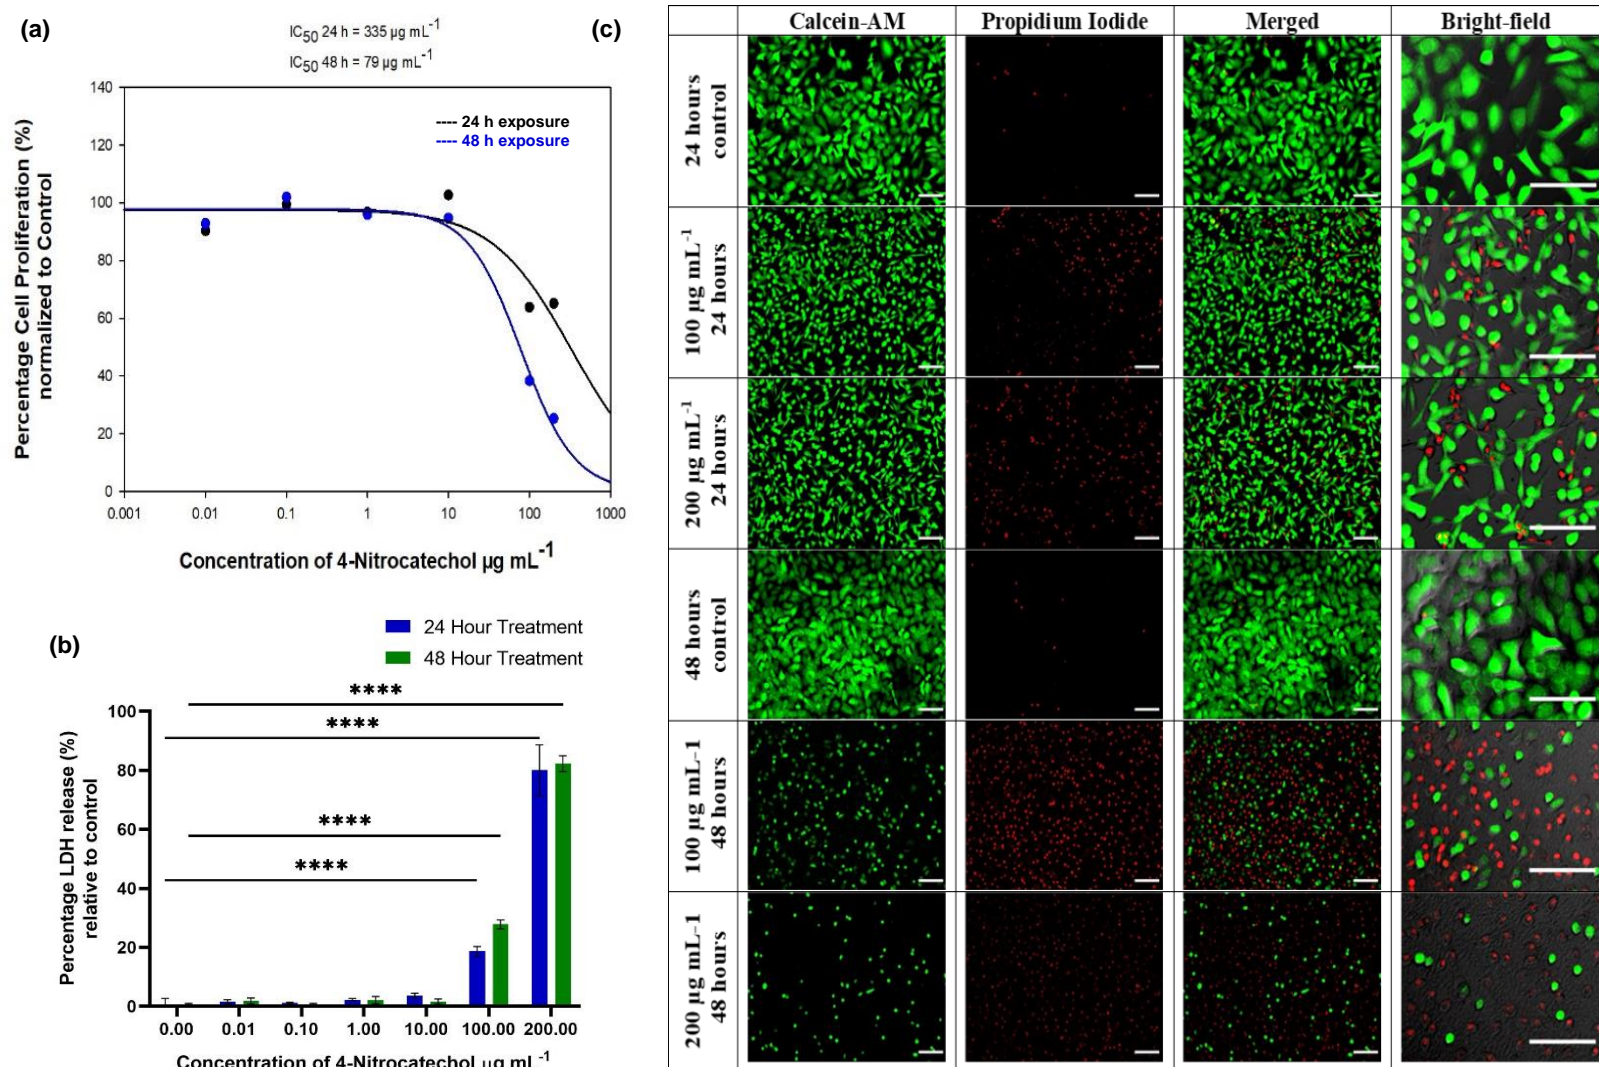 (a)
IC50 24 h = 335 µg mL-1
IC50 48 h = 79 µg mL-1
140
120
100
80
60
40
20
0
---- 24 h exposure
---- 48 h exposure
Percentage Cell Proliferation (%)
normalized to Control
0.001 0.01 0.1 1 10 100 1000
Concentration of 4-Nitrocatechol µg mL-1
(b)
24 Hour Treatment
48 Hour Treatment
****
****
****
****
100
80
60
40
20
0
Percentage LDH release (%)
relative to control
0.00 0.01 0.10 1.00 10.00 100.00 200.00
Concentration of 4-Nitrocatechol µg mL-1
(c)
Calcein-AM Propidium Iodide Merged Bright-field
24 hours
control
100 µg mL-1
24 hours
200 µg mL-1
24 hours
48 hours
control
100 µg mL-1
48 hours
200 µg mL-1
48 hours